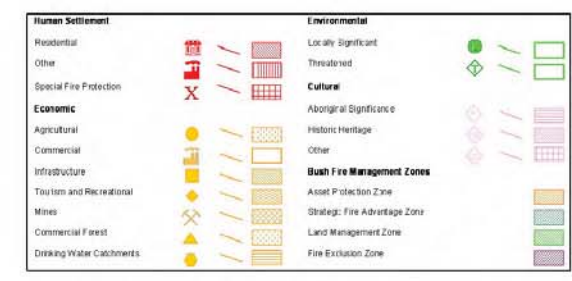 Human Settlement
Residential
Other
Special Fire Protection
X
Economic
Agricultural
Commercial
Infrastructure
Tourism and Recreational
Mines
Commercial Forest
Drinking Water Catchments
Environmental
Locally Significant
Threatened
T
Cultural
Aboriginal Significance
Historic Heritage
Other
Bush Fire Management Zones
Asset Protection Zone
Strategic Fire Advantage Zone
Land Management Zone
Fire Exclusion Zone